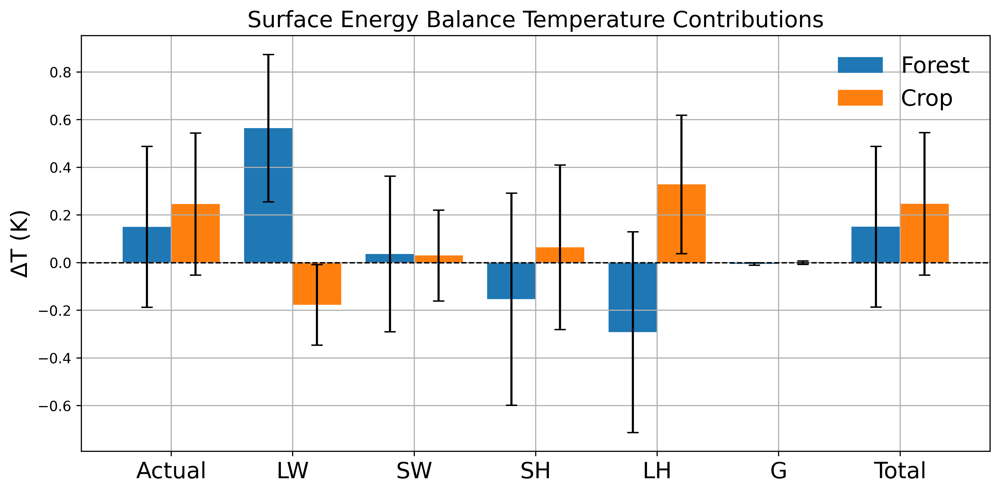 Surface Energy Balance Temperature Contributions
Forest
Crop
0.8
0.6
0.4
0.2
0.0
−0.2
−0.4
−0.6
ΔT (K)
Actual LW SW SH LH G Total